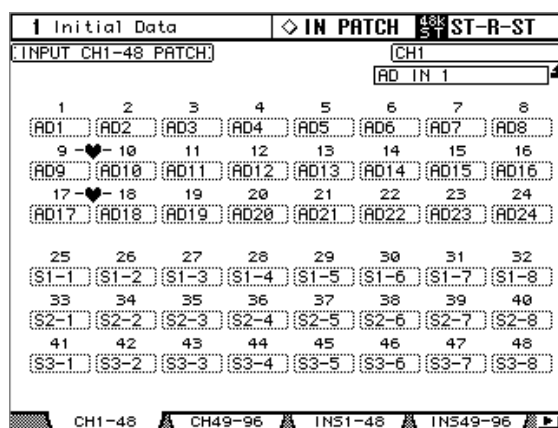 1 Initial Data ◇ IN PATCH 48K ST ST-R-ST
INPUT CH1-48 PATCH CH1
AD IN 1
1 2 3 4 5 6 7 8
AD1 AD2 AD3 AD4 AD5 AD6 AD7 AD8
9 -♥- 10 11 12 13 14 15 16
AD9 AD10 AD11 AD12 AD13 AD14 AD15 AD16
17 -♥- 18 19 20 21 22 23 24
AD17 AD18 AD19 AD20 AD21 AD22 AD23 AD24
25 26 27 28 29 30 31 32
S1-1 S1-2 S1-3 S1-4 S1-5 S1-6 S1-7 S1-8
33 34 35 36 37 38 39 40
S2-1 S2-2 S2-3 S2-4 S2-5 S2-6 S2-7 S2-8
41 42 43 44 45 46 47 48
S3-1 S3-2 S3-3 S3-4 S3-5 S3-6 S3-7 S3-8
CH1-48 CH49-96 INS1-48 INS49-96